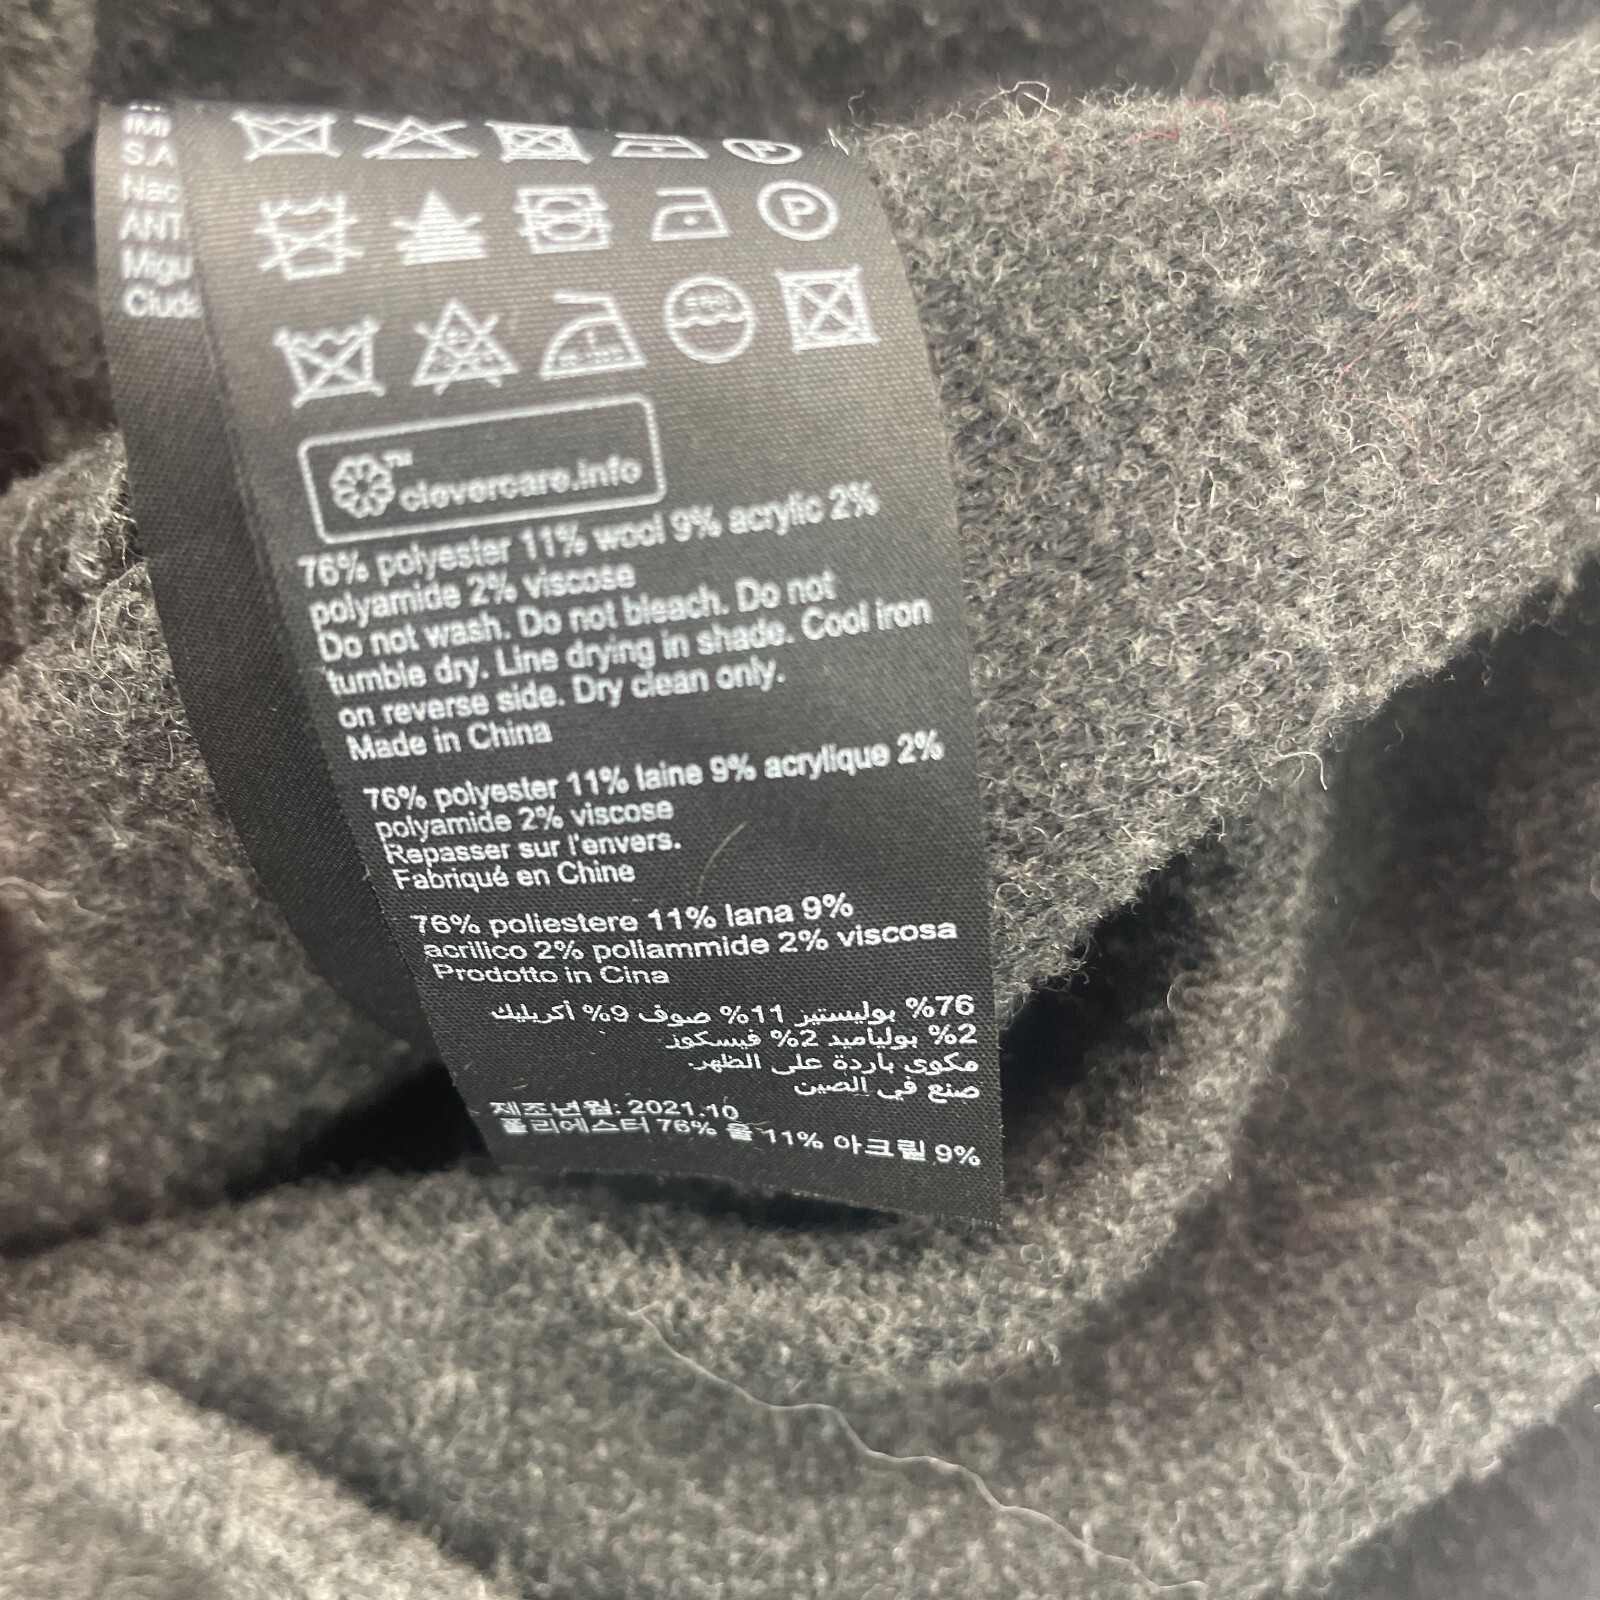 IMP
S.A
Nac
ANT
Migu
Ciuda
P
P
clevercare.info
76% polyester 11% wool 9% acrylic 2%
polyamide 2% viscose
Do not wash. Do not bleach. Do not
tumble dry. Line drying in shade. Cool iron
on reverse side. Dry clean only.
Made in China
76% polyester 11% laine 9% acrylique 2%
polyamide 2% viscose
Repasser sur l'envers.
Fabriqué en Chine
76% poliestere 11% lana 9%
acrilico 2% poliammide 2% viscosa
Prodotto in Cina
76% بوليستير 11% صوف 9% أكريليك
2% بولياميد 2% فيسكوز
مكوى باردة على الظهر.
صنع في الصين
제조년월: 2021.10
폴리에스터 76% 울 11% 아크릴 9%